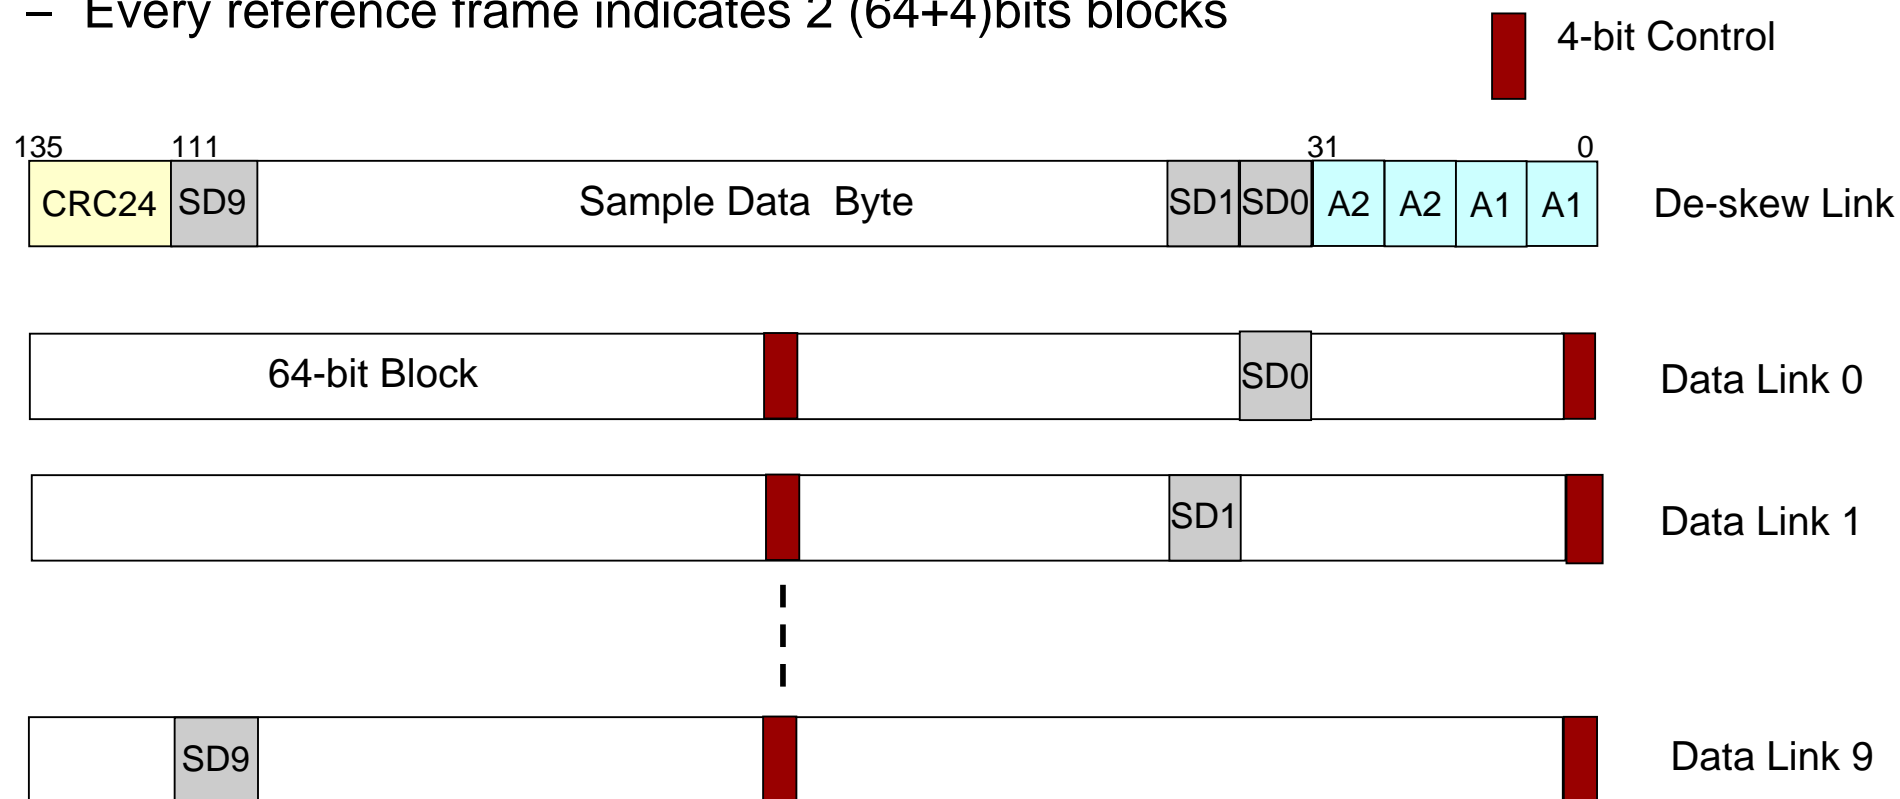 – Every reference frame indicates 2 (64+4)bits blocks
4-bit Control
135 111 31 0
CRC24 SD9 Sample Data Byte SD1 SD0 A2 A2 A1 A1 De-skew Link
64-bit Block SD0 Data Link 0
SD1 Data Link 1
SD9 Data Link 9